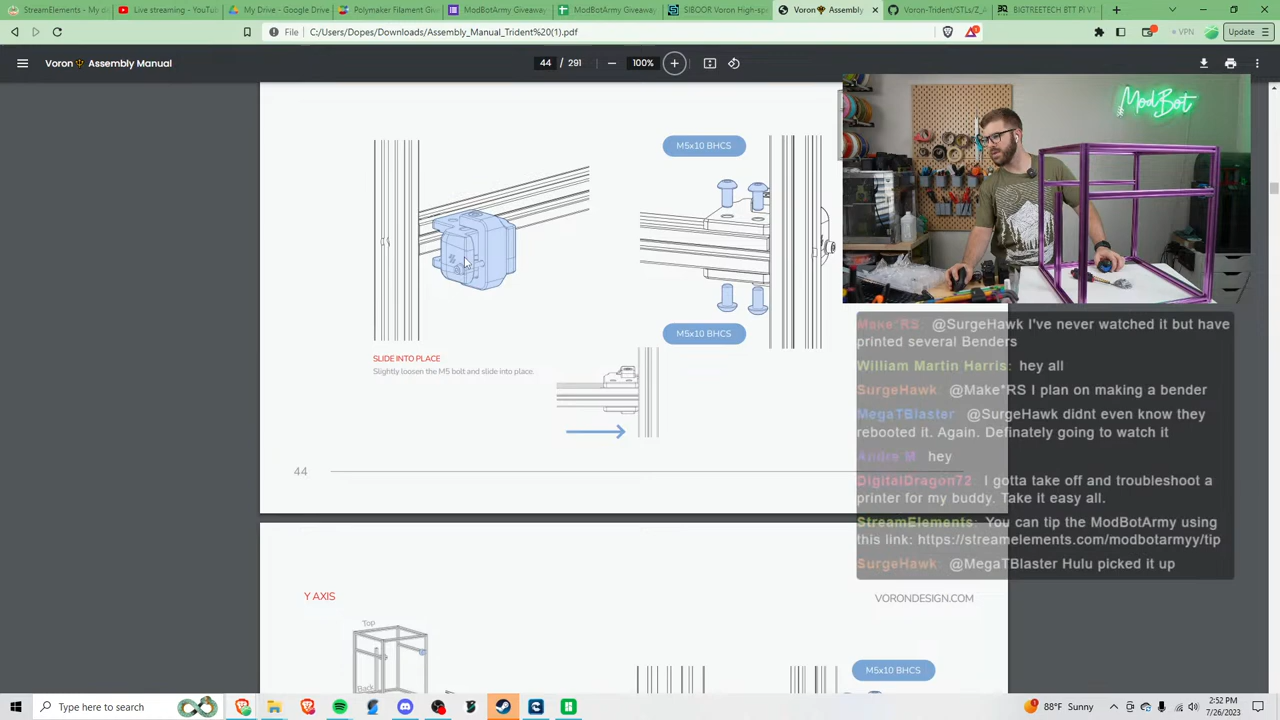 StreamElements - My d
Live streaming - YouTu
My Drive - Google Drive
Polymaker Filament Giv
ModBotArmy Giveaway
ModBotArmy Giveaway
SIBOOR Voron High-sp
Voron Assembly
Voron-Trident/STLs/Z_
BIGTREETECH BTT Pi V1
File
C:/Users/Dopes/Downloads/Assembly_Manual_Trident%20(1).pdf
VPN
Update
Voron Assembly Manual
44 / 291
100%
ModBot
M5x10 BHCS
M5x10 BHCS
SLIDE INTO PLACE
Slightly loosen the M5 bolt and slide into place.
44
Make*RS: @SurgeHawk I've never watched it but have
printed several Benders
William Martin Harris: hey all
SurgeHawk: @Make*RS I plan on making a bender
MegaTBlaster: @SurgeHawk didnt even know they
rebooted it. Again. Definately going to watch it
Andre M: hey
DigitalDragon72: I gotta take off and troubleshoot a
printer for my buddy. Take it easy all.
StreamElements: You can tip the ModBotArmy using
this link: https://streamelements.com/modbotarmyy/tip
SurgeHawk: @MegaTBlaster Hulu picked it up
Y AXIS
VORONDESIGN.COM
Top
Back
M5x10 BHCS
Type here to search
88°F Sunny
2:52 PM
7/26/2023